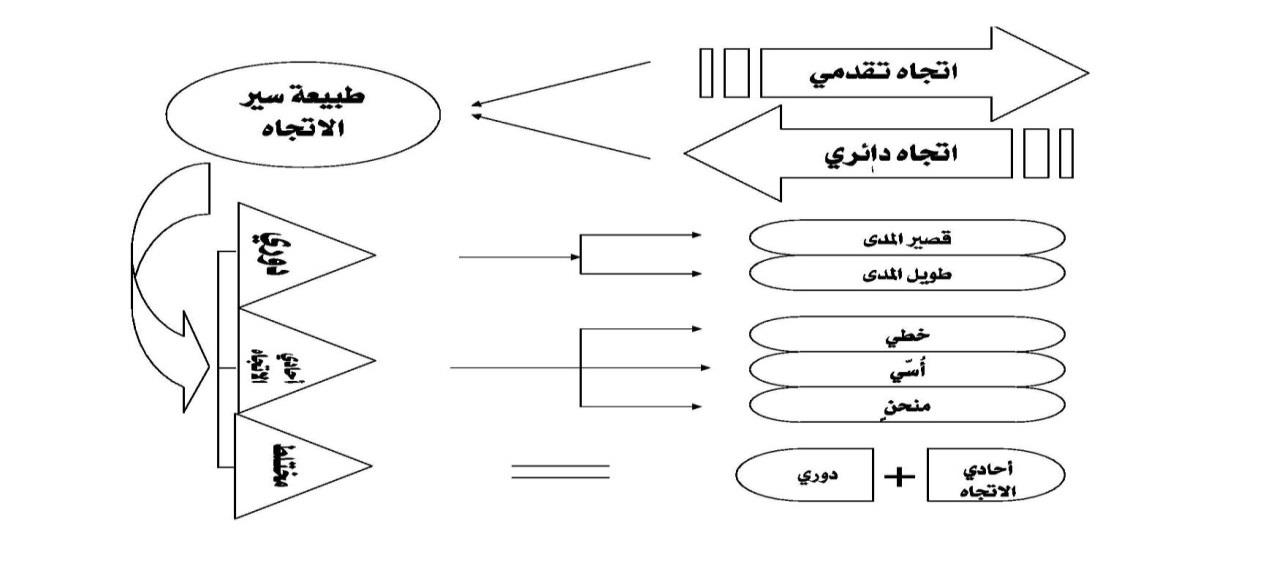 اتجاه تقدمي
طبيعة سير
الاتجاه
اتجاه دائري
دوري
قصير المدى
طويل المدى
أحادي
الاتجاه
خطي
أُسّي
منحنٍ
مختلط
أحادي
الاتجاه
+
دوري